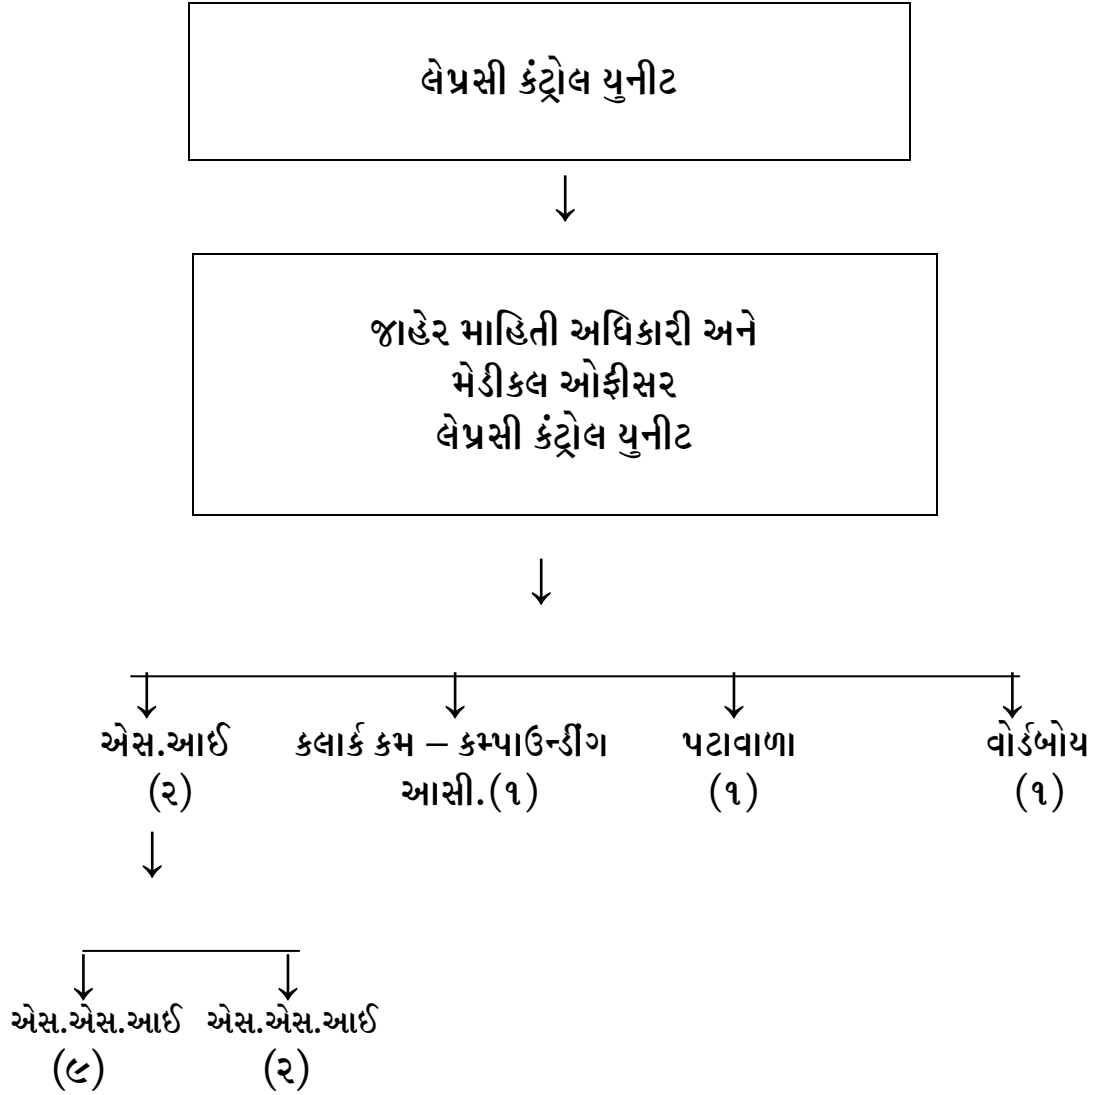 લેપ્રસી કંટ્રોલ યુનીટ
જાહેર માહિતી અધિકારી અને
મેડીકલ ઓફીસર
લેપ્રસી કંટ્રોલ યુનીટ
એસ.આઈ
(૨)
કલાર્ક કમ – કમ્પાઉન્ડીંગ
આસી.(૧)
પટાવાળા
(૧)
વોર્ડબોય
(૧)
એસ.એસ.આઈ
(૯)
એસ.એસ.આઈ
(૨)